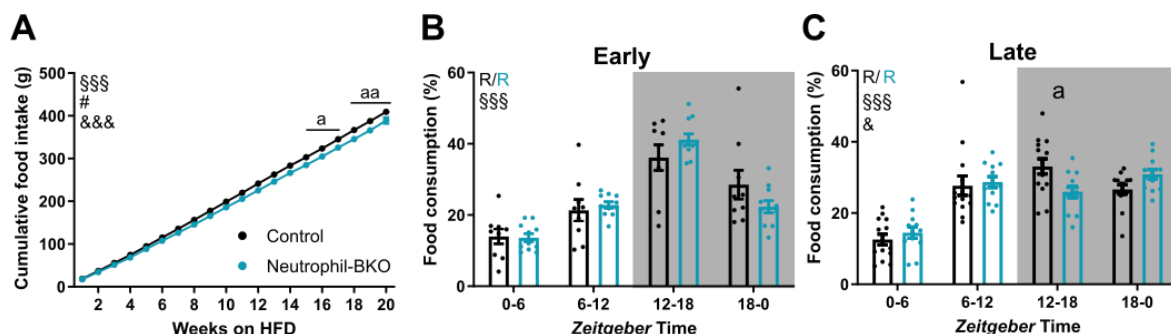 A
Cumulative food intake (g)
500
400
300
200
100
0
§§§
#
&&&
a
aa
Control
Neutrophil-BKO
2 4 6 8 10 12 14 16 18 20
Weeks on HFD
B
Early
Food consumption (%)
60
40
20
0
R/R
§§§
0-6 6-12 12-18 18-0
Zeitgeber Time
C
Late
Food consumption (%)
60
40
20
0
R/ R
§§§
&
a
0-6 6-12 12-18 18-0
Zeitgeber Time